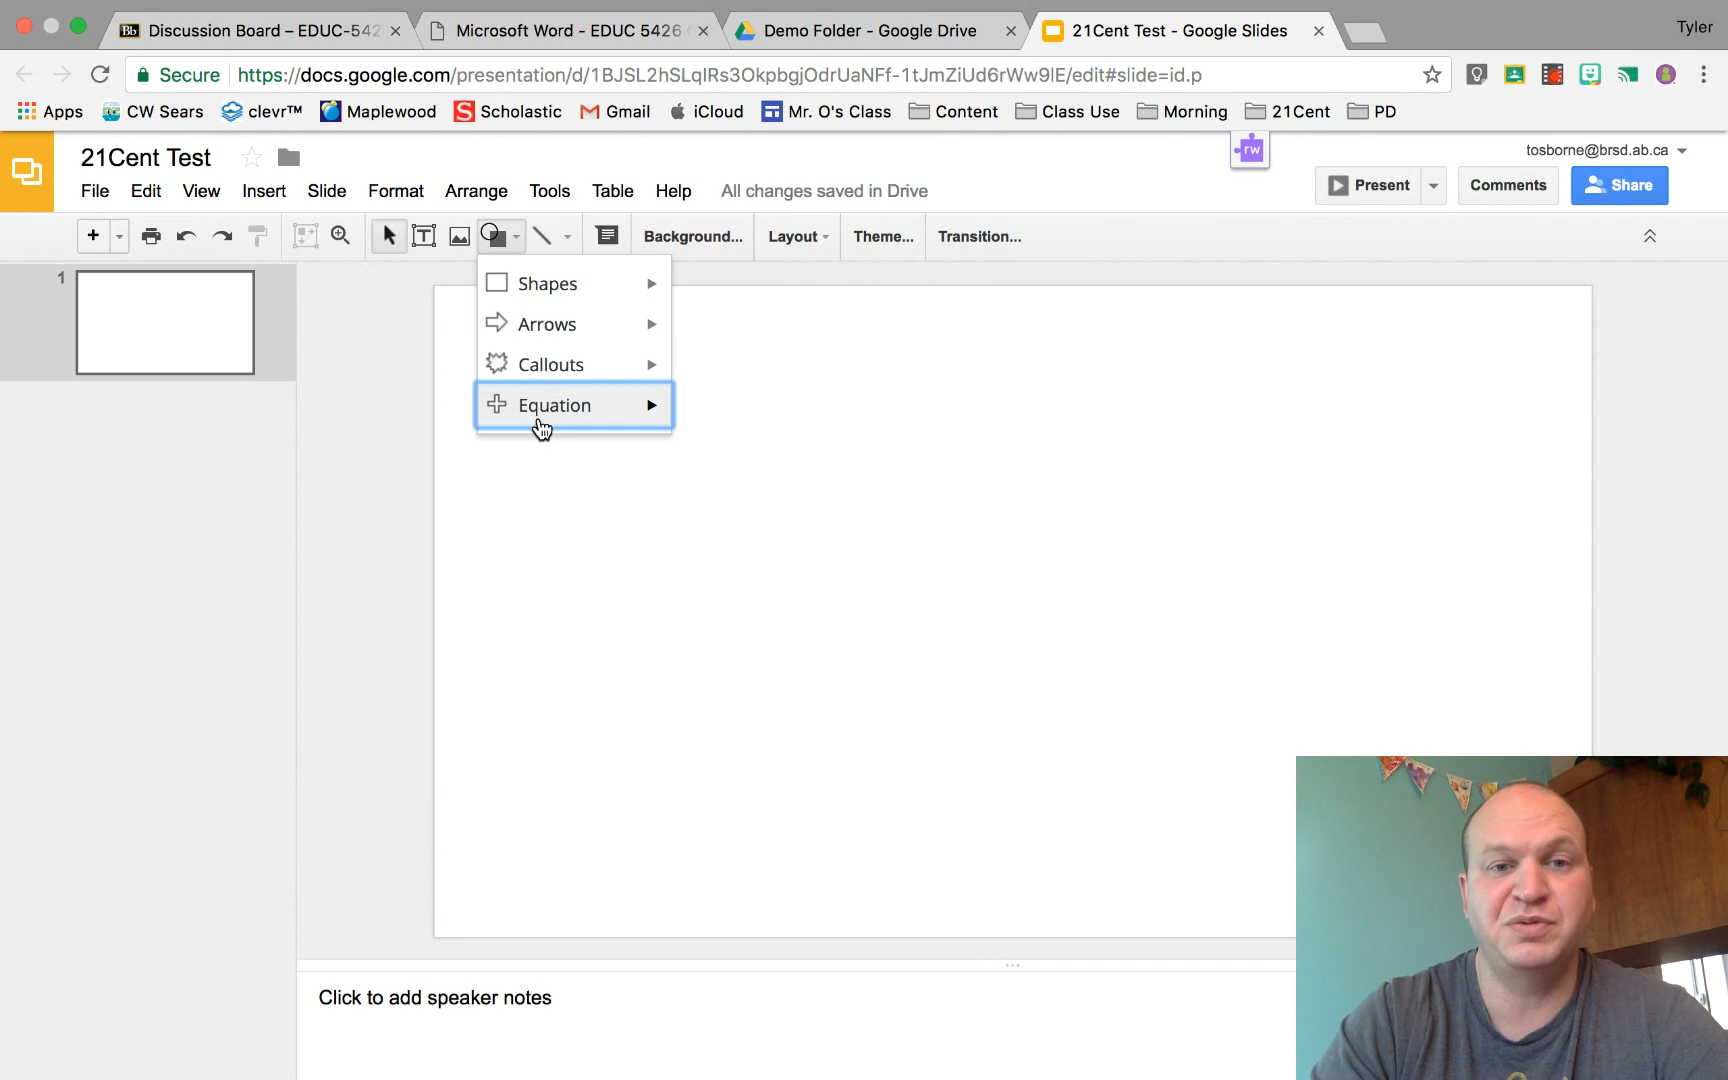 Bb Discussion Board – EDUC-542
Microsoft Word - EDUC 5426
Demo Folder - Google Drive
21Cent Test - Google Slides
Tyler
Secure https://docs.google.com/presentation/d/1BJSL2hSLqIRs3OkpbgjOdrUaNFf-1tJmZiUd6rWw9lE/edit#slide=id.p
Apps CW Sears clevr™ Maplewood S Scholastic Gmail iCloud Mr. O's Class Content Class Use Morning 21Cent PD
rw
21Cent Test
tosborne@brsd.ab.ca
File Edit View Insert Slide Format Arrange Tools Table Help All changes saved in Drive
Present Comments Share
Background... Layout Theme... Transition...
1
Shapes
Arrows
Callouts
Equation
Click to add speaker notes